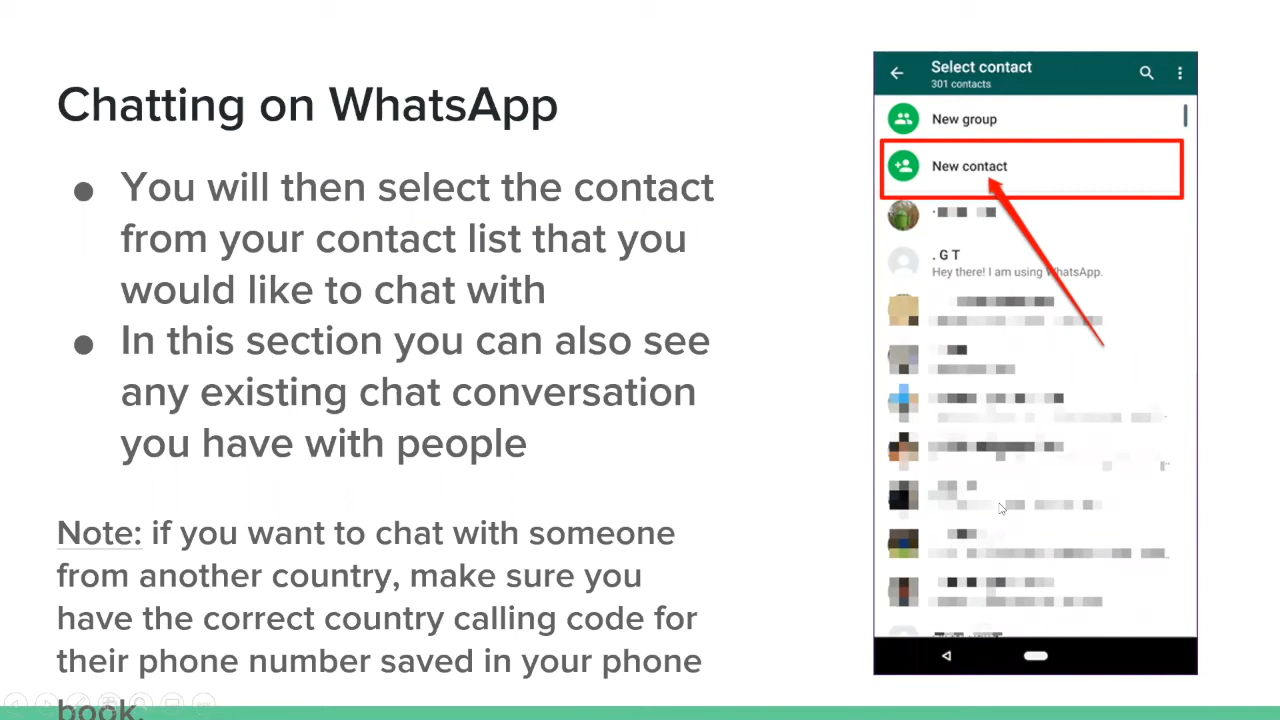 Chatting on WhatsApp
● You will then select the contact
from your contact list that you
would like to chat with
● In this section you can also see
any existing chat conversation
you have with people
Note: if you want to chat with someone
from another country, make sure you
have the correct country calling code for
their phone number saved in your phone
book.
Select contact
301 contacts
New group
New contact
. G T
Hey there! I am using WhatsApp.